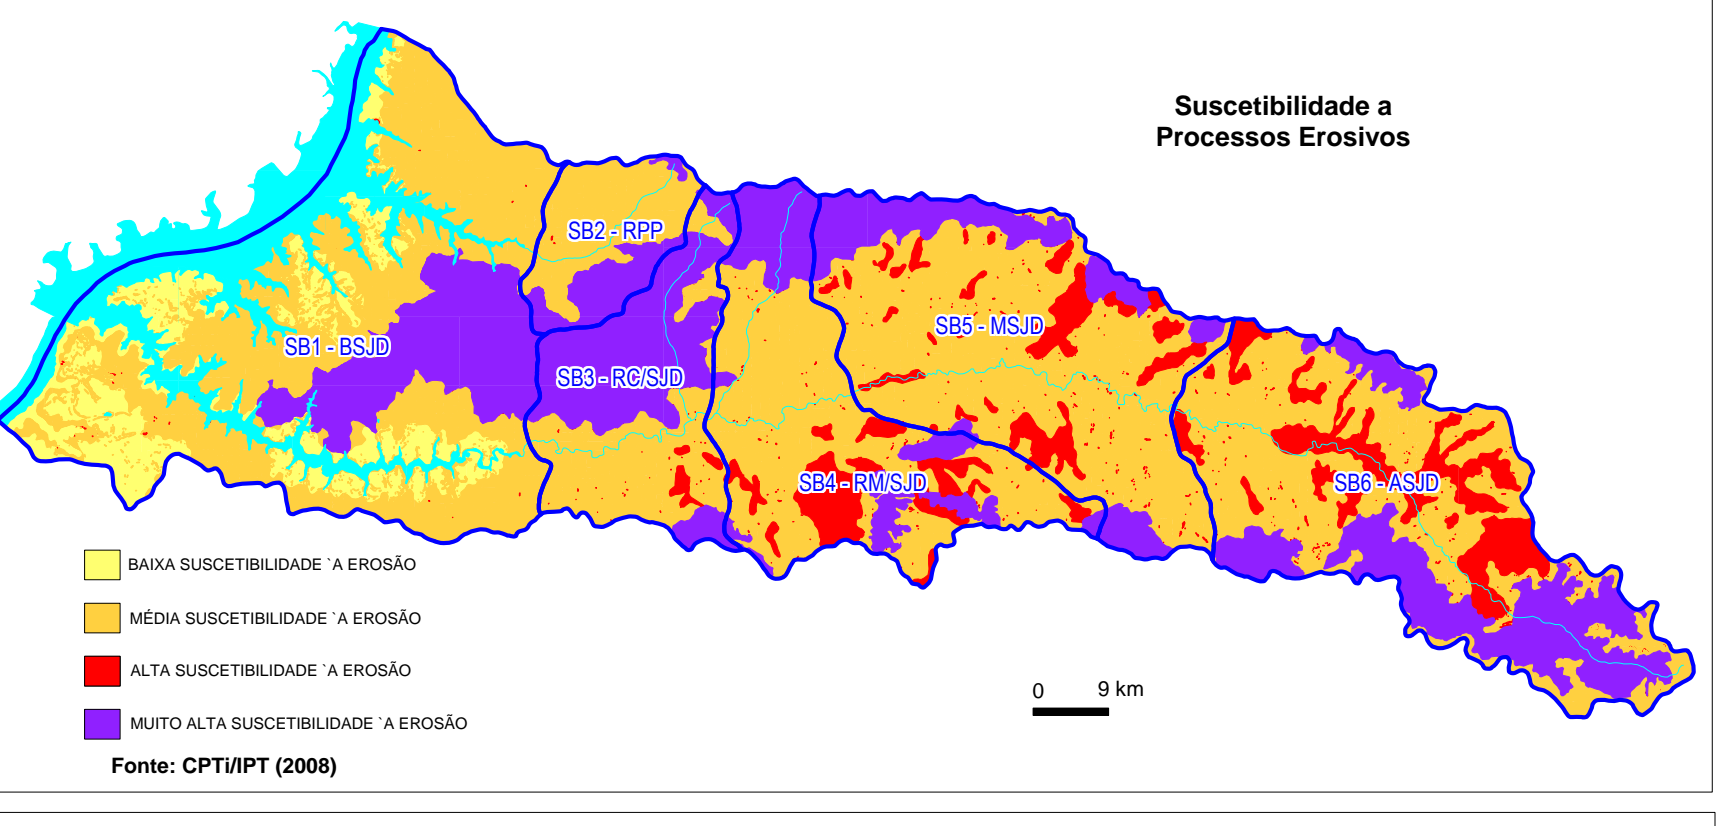 Suscetibilidade a
Processos Erosivos
SB2 - RPP
SB5 - MSJD
SB1 - BSJD
SB3 - RC/SJD
SB4 - RM/SJD
SB6 - ASJD
BAIXA SUSCETIBILIDADE `A EROSÃO
MÉDIA SUSCETIBILIDADE `A EROSÃO
ALTA SUSCETIBILIDADE `A EROSÃO
MUITO ALTA SUSCETIBILIDADE `A EROSÃO
0 9 km
Fonte: CPTi/IPT (2008)